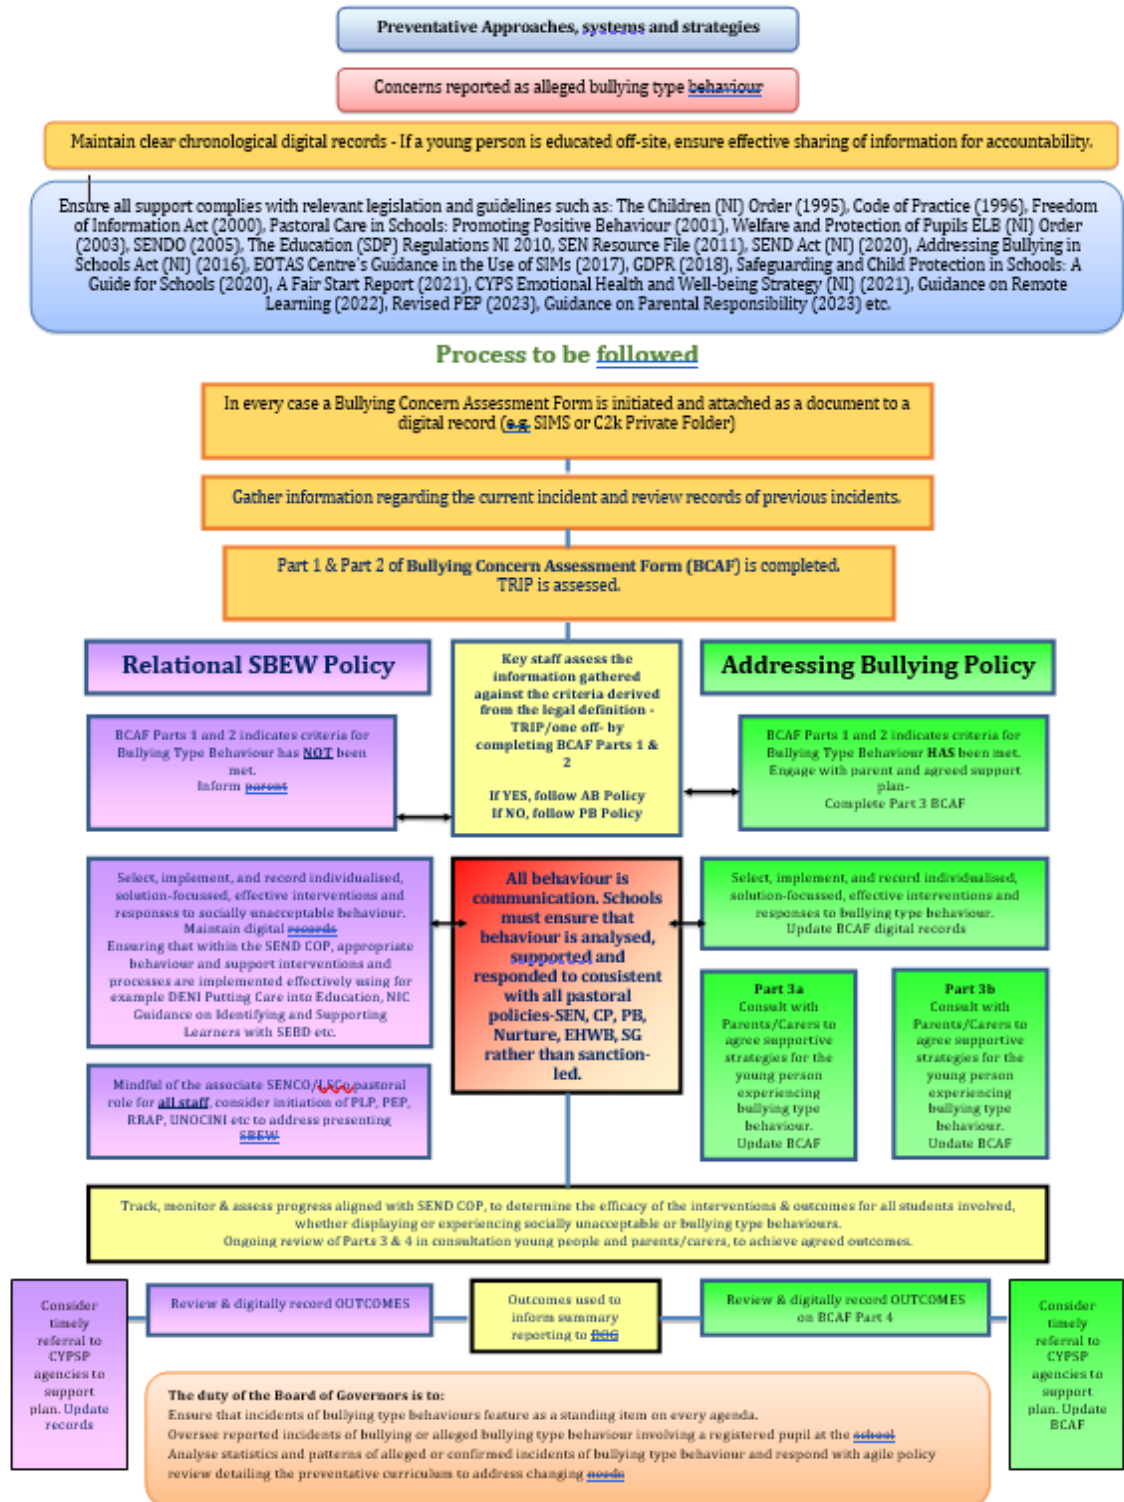 Preventative Approaches, systems and strategies
Concerns reported as alleged bullying type behaviour
Maintain clear chronological digital records - If a young person is educated off-site, ensure effective sharing of information for accountability.
Ensure all support complies with relevant legislation and guidelines such as: The Children (NI) Order (1995), Code of Practice (1996), Freedom
of Information Act (2000), Pastoral Care in Schools: Promoting Positive Behaviour (2001), Welfare and Protection of Pupils ELB (NI) Order
(2003), SENDO (2005), The Education (SDP) Regulations NI 2010, SEN Resource File (2011), SEND Act (NI) (2020), Addressing Bullying in
Schools Act (NI) (2016), EOTAS Centre's Guidance in the Use of SIMs (2017), GDPR (2018), Safeguarding and Child Protection in Schools: A
Guide for Schools (2020), A Fair Start Report (2021), CYPS Emotional Health and Well-being Strategy (NI) (2021), Guidance on Remote
Learning (2022), Revised PEP (2023), Guidance on Parental Responsibility (2023) etc.
Process to be followed
In every case a Bullying Concern Assessment Form is initiated and attached as a document to a
digital record (e.g. SIMS or C2k Private Folder)
Gather information regarding the current incident and review records of previous incidents.
Part 1 & Part 2 of Bullying Concern Assessment Form (BCAF) is completed.
TRIP is assessed.
Relational SBEW Policy
BCAF Parts 1 and 2 indicates criteria for
Bullying Type Behaviour has NOT been
met.
Inform parent
Key staff assess the
information gathered
against the criteria derived
from the legal definition -
TRIP/one off- by
completing BCAF Parts 1 &
2
If YES, follow AB Policy
If NO, follow PB Policy
Addressing Bullying Policy
BCAF Parts 1 and 2 indicates criteria for
Bullying Type Behaviour HAS been met.
Engage with parent and agreed support
plan-
Complete Part 3 BCAF
Select, implement, and record individualised,
solution-focussed, effective interventions and
responses to socially unacceptable behaviour.
Maintain digital records
Ensuring that within the SEND COP, appropriate
behaviour and support interventions and
processes are implemented effectively using for
example DENI Putting Care into Education, NIC
Guidance on Identifying and Supporting
Learners with SEBD etc.
Mindful of the associate SENCO/ pastoral
role for all staff, consider initiation of PLP, PEP,
RRAP, UNOCINI etc to address presenting
SBEW
All behaviour is
communication. Schools
must ensure that
behaviour is analysed,
supported and
responded to consistent
with all pastoral
policies-SEN, CP, PB,
Nurture, EHWB, SG
rather than sanction-
led.
Select, implement, and record individualised,
solution-focussed, effective interventions and
responses to bullying type behaviour.
Update BCAF digital records
Part 3a
Consult with
Parents/Carers to
agree supportive
strategies for the
young person
experiencing
bullying type
behaviour.
Update BCAF
Part 3b
Consult with
Parents/Carers to
agree supportive
strategies for the
young person
experiencing
bullying type
behaviour.
Update BCAF
Track, monitor & assess progress aligned with SEND COP, to determine the efficacy of the interventions & outcomes for all students involved,
whether displaying or experiencing socially unacceptable or bullying type behaviours.
Ongoing review of Parts 3 & 4 in consultation young people and parents/carers, to achieve agreed outcomes.
Consider
timely
referral to
CYPSP
agencies to
support
plan. Update
records
Review & digitally record OUTCOMES
Outcomes used to
inform summary
reporting to BOG
Review & digitally record OUTCOMES
on BCAF Part 4
Consider
timely
referral to
CYPSP
agencies to
support
plan. Update
BCAF
The duty of the Board of Governors is to:
Ensure that incidents of bullying type behaviours feature as a standing item on every agenda.
Oversee reported incidents of bullying or alleged bullying type behaviour involving a registered pupil at the school
Analyse statistics and patterns of alleged or confirmed incidents of bullying type behaviour and respond with agile policy
review detailing the preventative curriculum to address changing needs